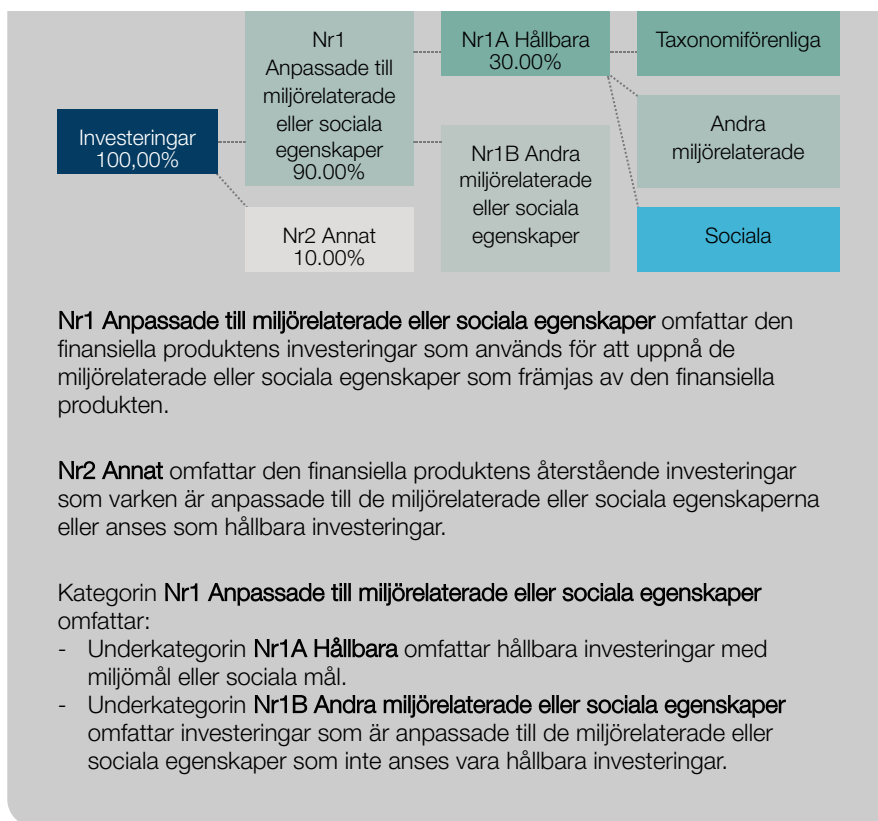 Investeringar
100,00%
Nr1
Anpassade till
miljörelaterade
eller sociala
egenskaper
90.00%
Nr2 Annat
10.00%
Nr1A Hållbara
30.00%
Nr1B Andra
miljörelaterade
eller sociala
egenskaper
Taxonomiförenliga
Andra
miljörelaterade
Sociala
Nr1 Anpassade till miljörelaterade eller sociala egenskaper omfattar den
finansiella produktens investeringar som används för att uppnå de
miljörelaterade eller sociala egenskaper som främjas av den finansiella
produkten.
Nr2 Annat omfattar den finansiella produktens återstående investeringar
som varken är anpassade till de miljörelaterade eller sociala egenskaperna
eller anses som hållbara investeringar.
Kategorin Nr1 Anpassade till miljörelaterade eller sociala egenskaper
omfattar:
- Underkategorin Nr1A Hållbara omfattar hållbara investeringar med
miljömål eller sociala mål.
- Underkategorin Nr1B Andra miljörelaterade eller sociala egenskaper
omfattar investeringar som är anpassade till de miljörelaterade eller
sociala egenskaper som inte anses vara hållbara investeringar.